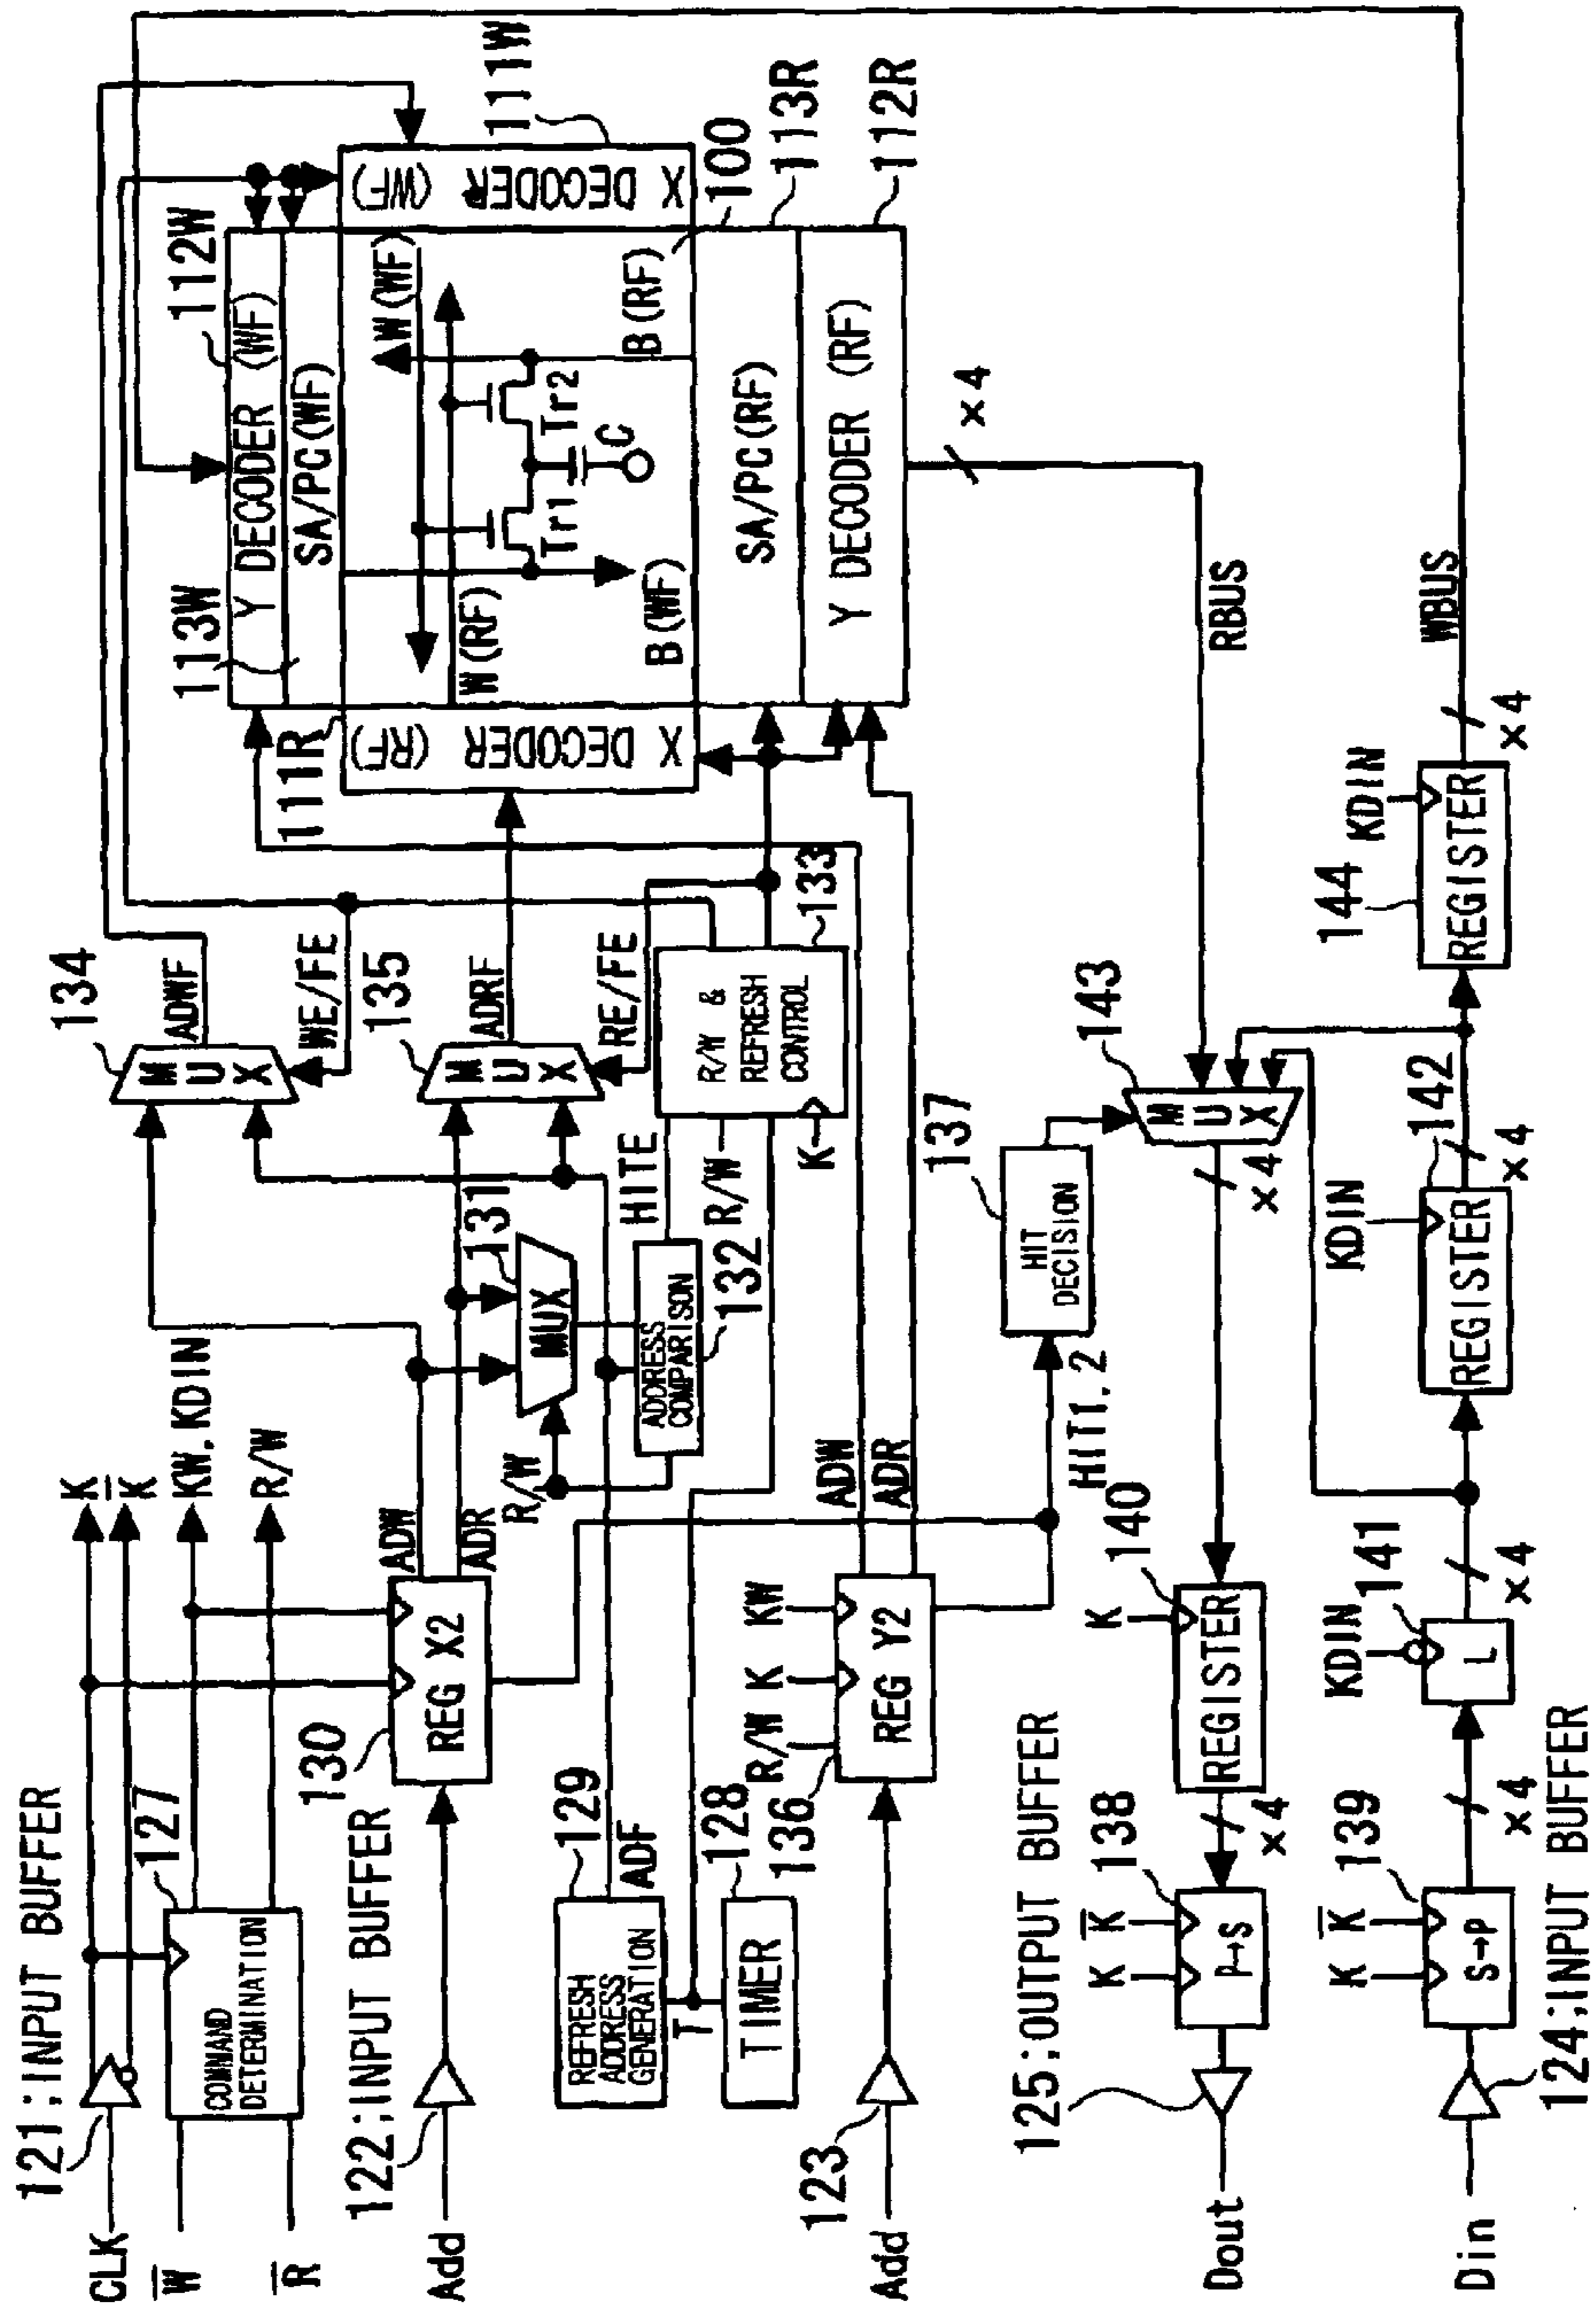 121;INPUT BUFFER
CLK
W
R
127
COMMAND
DETERMINATION
K
K
KW, KDIN
R/W
122;INPUT BUFFER
Add
130
REG X2
ADW
ADR
129
REFRESH
ADDRESS
GENERATION
ADF
T
128
TIMER
R/W
MUX
131
ADDRESS
COMPARISON
132
HITE
R/W
K
R/W &
REFRESH
CONTROL
133
134
MUX
ADWF
WE/FE
135
MUX
ADRF
RE/FE
123
Add
136
R/W
K
KW
REG Y2
ADW
ADR
HIT1, 2
137
HIT
DECISION
111R
X DECODER (RF)
113W
Y DECODER (WF)
112W
SA/PC(WF)
W(RF)
W(WF)
Tr1
Tr2
C
B(WF)
B(RF)
X DECODER (WF)
111W
100
SA/PC(RF)
113R
Y DECODER (RF)
112R
×4
RBUS
125;OUTPUT BUFFER
Dout
138
K
K
P→S
×4
140
K
REGISTER
×4
143
MUX
124;INPUT BUFFER
Din
139
K
K
S→P
×4
141
KDIN
L
×4
142
KDIN
REGISTER
×4
144
KDIN
REGISTER
×4
WBUS